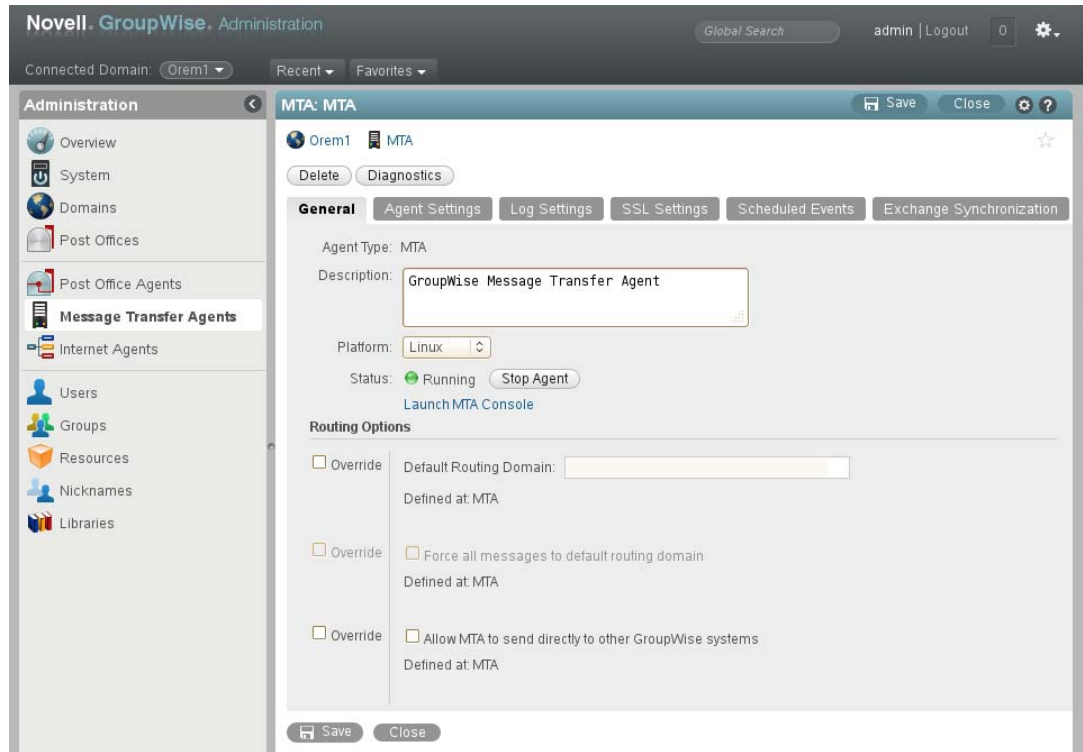 Novell. GroupWise. Administration
Global Search
admin | Logout
0
Connected Domain: Orem1
Recent
Favorites
Administration
Overview
System
Domains
Post Offices
Post Office Agents
Message Transfer Agents
Internet Agents
Users
Groups
Resources
Nicknames
Libraries
MTA: MTA
Save
Close
?
Orem1 MTA
Delete
Diagnostics
General
Agent Settings
Log Settings
SSL Settings
Scheduled Events
Exchange Synchronization
Agent Type: MTA
Description: GroupWise Message Transfer Agent
Platform: Linux
Status: Running Stop Agent
Launch MTA Console
Routing Options
Override Default Routing Domain:
Defined at: MTA
Override Force all messages to default routing domain
Defined at: MTA
Override Allow MTA to send directly to other GroupWise systems
Defined at: MTA
Save
Close